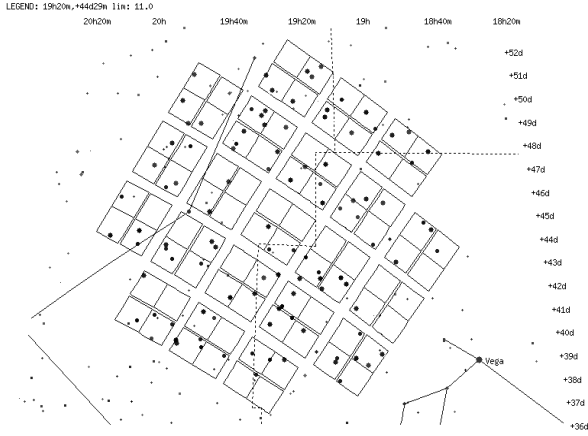 LEGEND: 19h20m,+44d29m lim: 11.0
20h20m 20h 19h40m 19h20m 19h 18h40m 18h20m
+52d
+51d
+50d
+49d
+48d
+47d
+46d
+45d
+44d
+43d
+42d
+41d
+40d
+39d
Vega
+38d
+37d
+36d